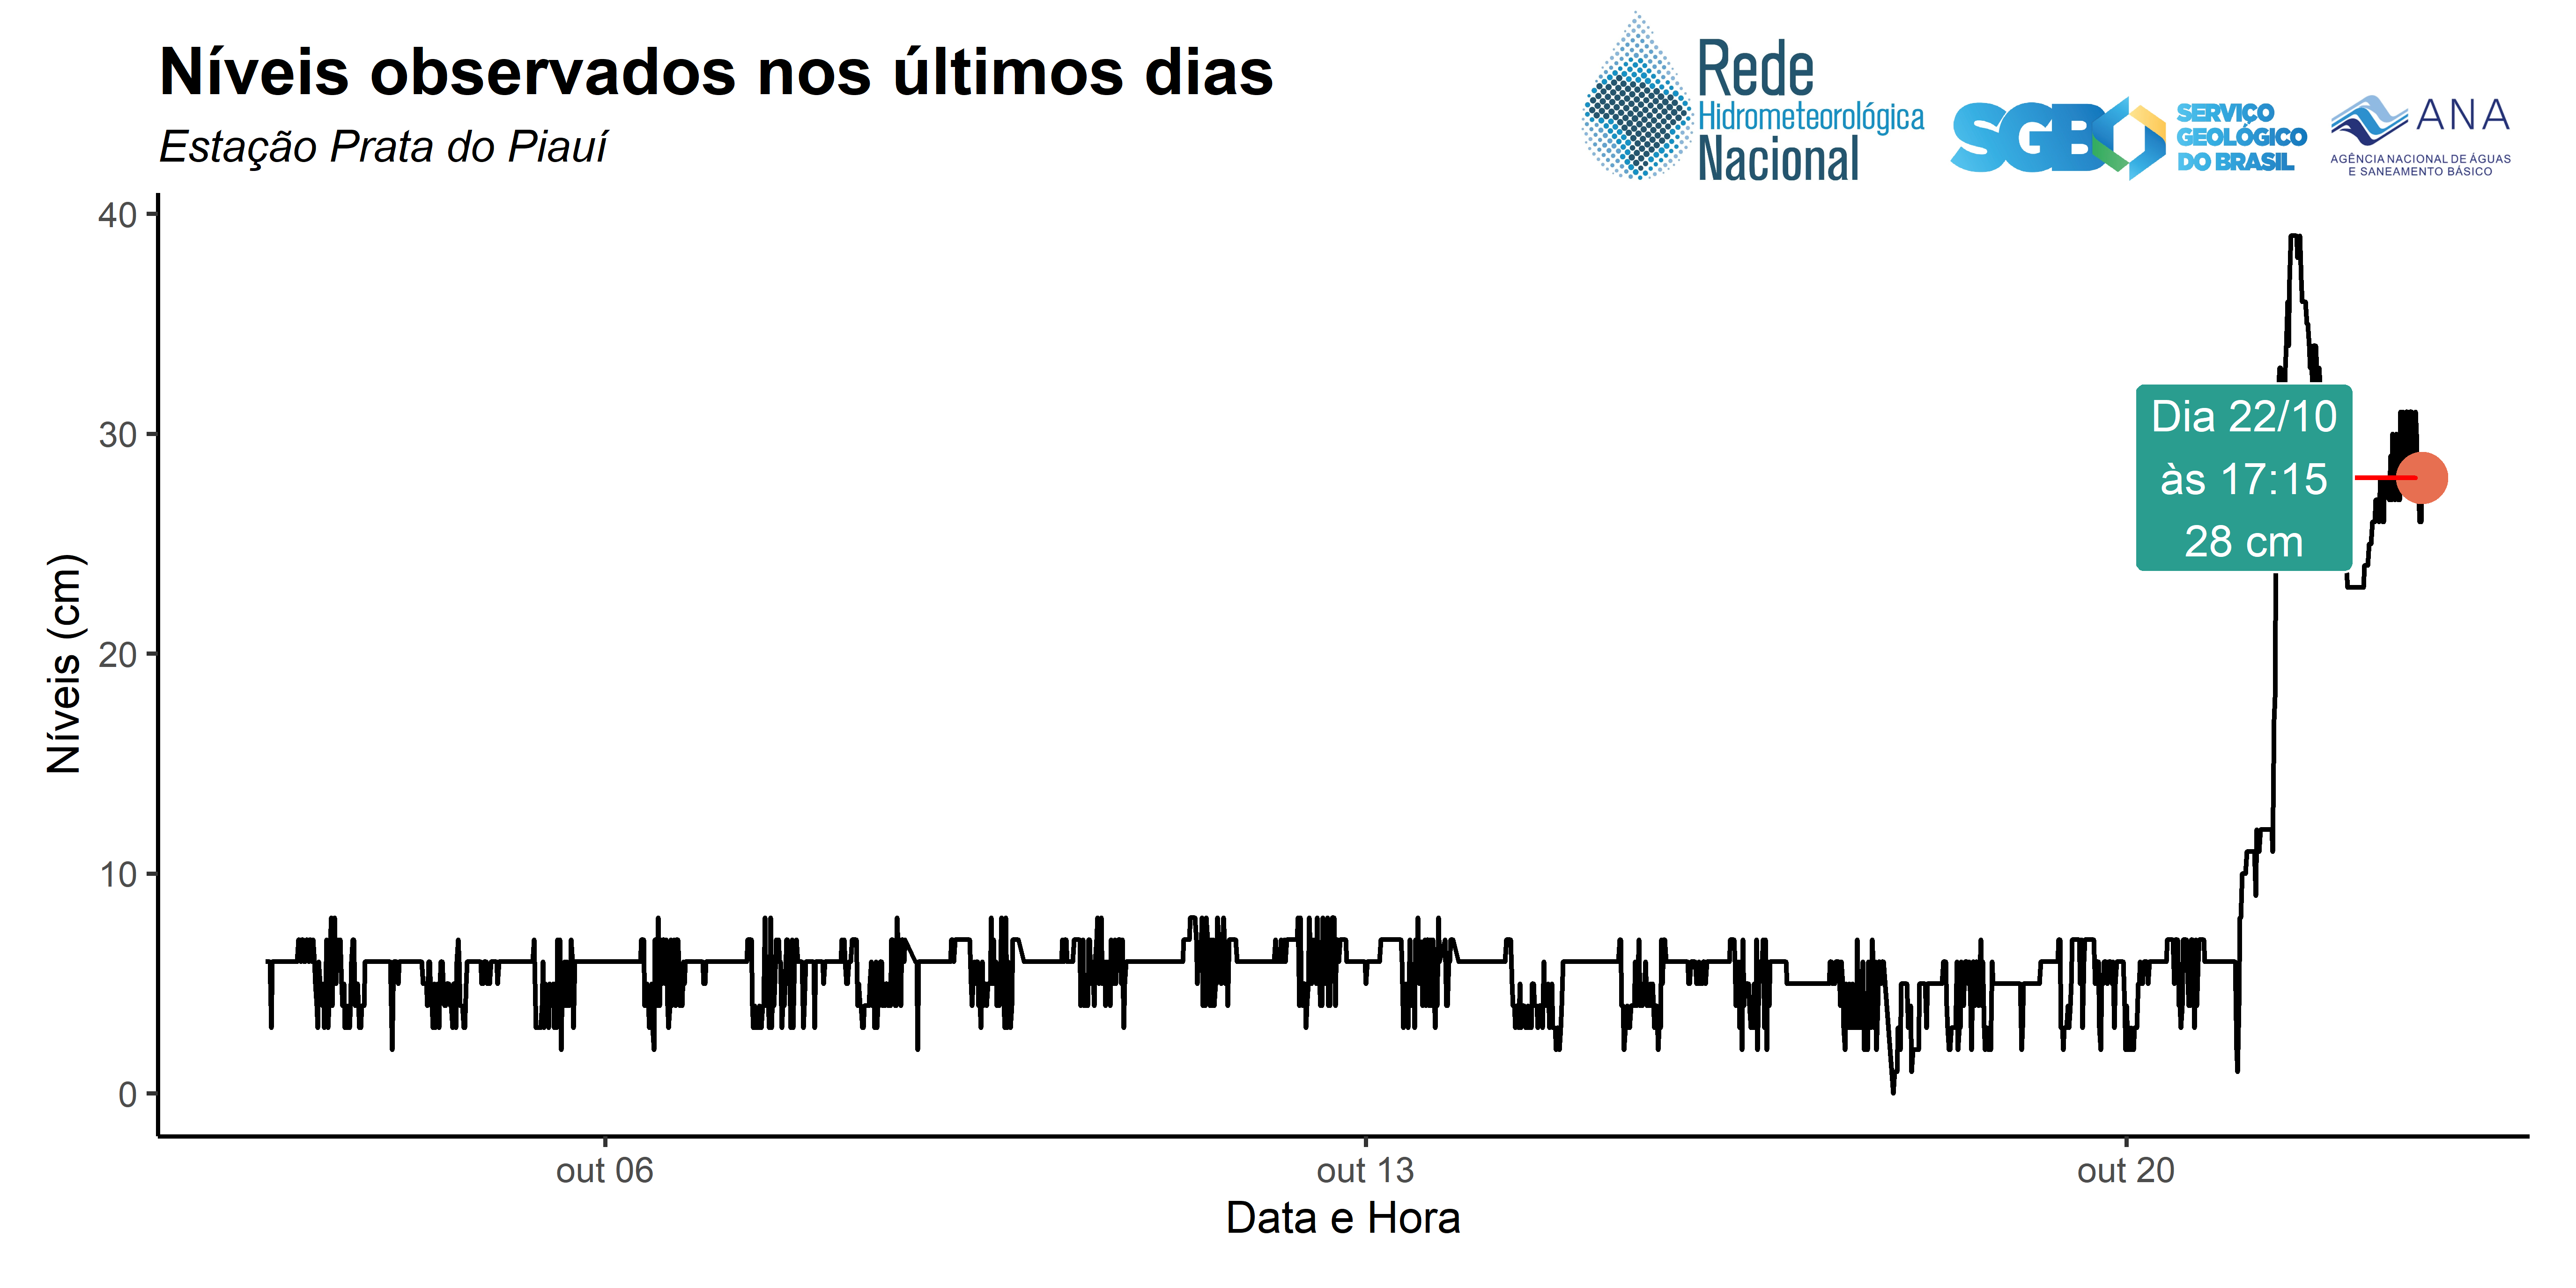 Níveis observados nos últimos dias
Estação Prata do Piauí
Rede
Hidrometeorológica
Nacional
SGB
SERVIÇO
GEOLÓGICO
DO BRASIL
ANA
AGÊNCIA NACIONAL DE ÁGUAS
E SANEAMENTO BÁSICO
Níveis (cm)
40
30
20
10
0
Dia 22/10
às 17:15
28 cm
out 06
out 13
out 20
Data e Hora